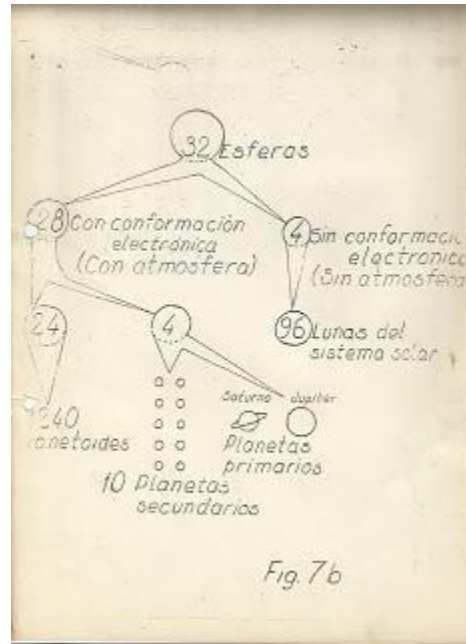 32 Esferas
28 Con conformación
electrónica
(Con atmosfera)
4 Sin conformaci
electronica
(Sin atmosfera
24
4
96 Lunas del
sistema solar
240
lanetoides
Saturno Jupiter
Planetas
primarios
10 Planetas
secundarios
Fig. 7b